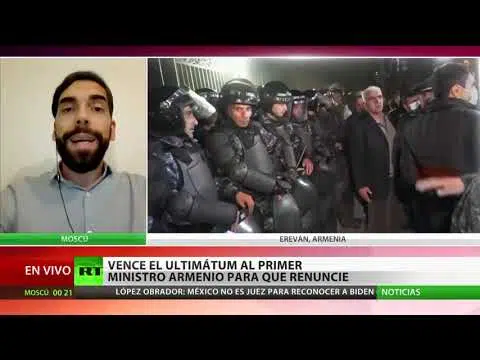 MOSCÚ
EREVÁN, ARMENIA
EN VIVO
RT
VENCE EL ULTIMÁTUM AL PRIMER
MINISTRO ARMENIO PARA QUE RENUNCIE
MOSCÚ 00:21
LÓPEZ OBRADOR: MÉXICO NO ES JUEZ PARA RECONOCER A BIDEN
NOTICIAS